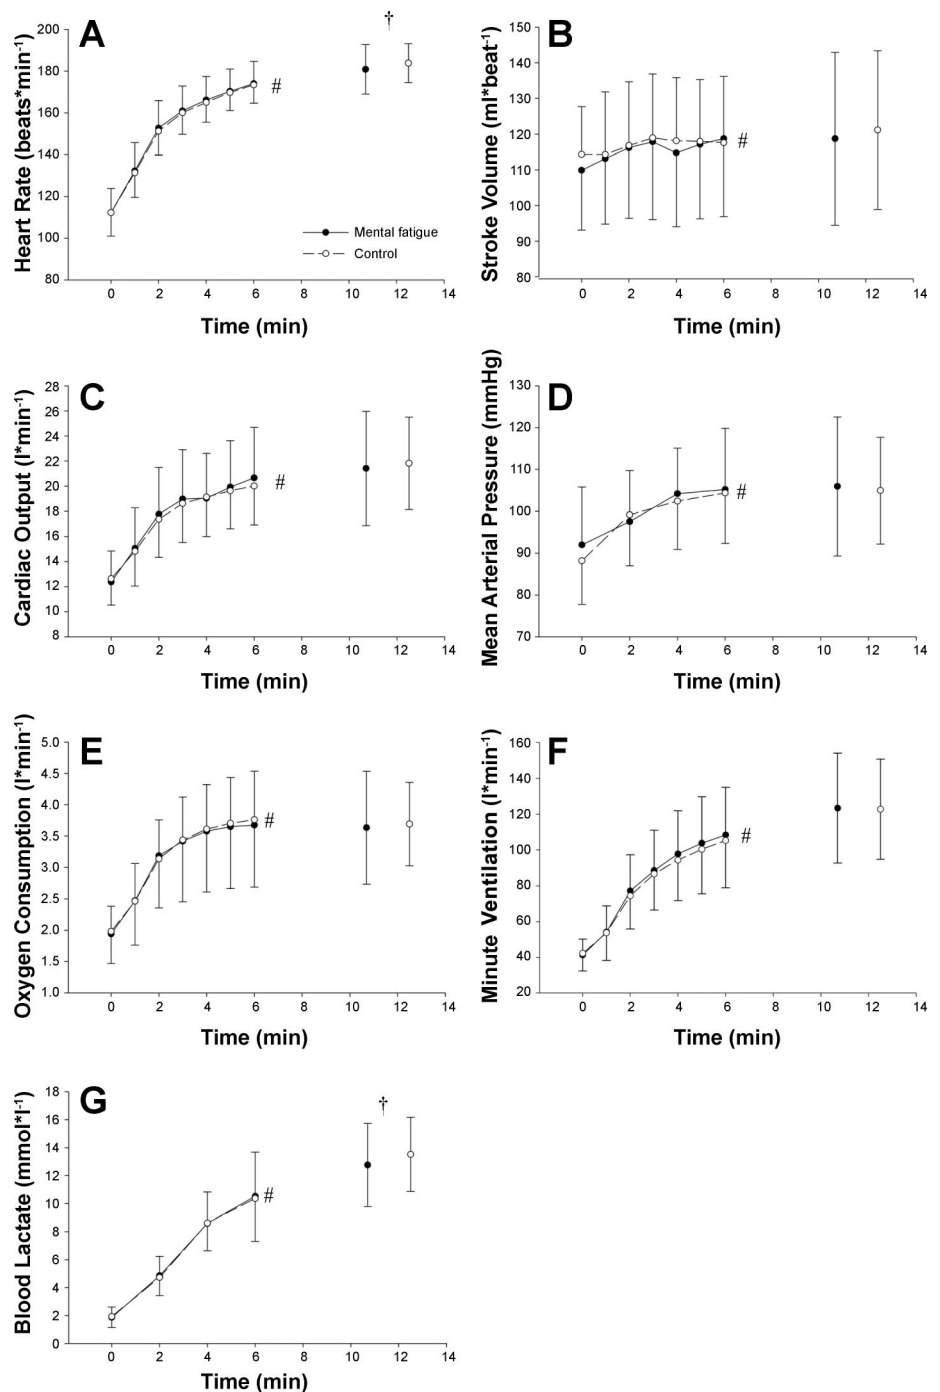 A
†
Heart Rate (beats*min-1)
200
180
160
140
120
100
80
#
Mental fatigue
Control
0 2 4 6 8 10 12 14
Time (min)
B
Stroke Volume (ml*beat-1)
150
140
130
120
110
100
90
80
#
0 2 4 6 8 10 12 14
Time (min)
C
Cardiac Output (l*min-1)
28
26
24
22
20
18
16
14
12
10
8
#
0 2 4 6 8 10 12 14
Time (min)
D
Mean Arterial Pressure (mmHg)
130
120
110
100
90
80
70
#
0 2 4 6 8 10 12 14
Time (min)
E
Oxygen Consumption (l*min-1)
5.0
4.5
4.0
3.5
3.0
2.5
2.0
1.5
1.0
#
0 2 4 6 8 10 12 14
Time (min)
F
Minute Ventilation (l*min-1)
160
140
120
100
80
60
40
20
#
0 2 4 6 8 10 12 14
Time (min)
G
†
Blood Lactate (mmol*l-1)
18
16
14
12
10
8
6
4
2
0
#
0 2 4 6 8 10 12 14
Time (min)